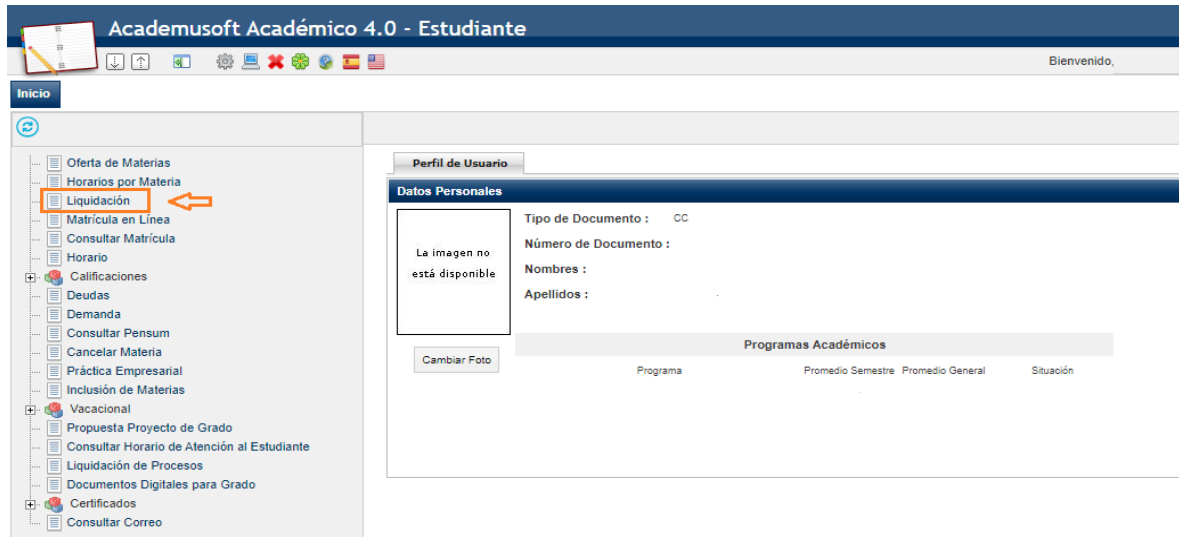 Academusoft Académico 4.0 - Estudiante
Bienvenido,
Inicio
Oferta de Materias
Horarios por Materia
Liquidación
Matrícula en Línea
Consultar Matrícula
Horario
Calificaciones
Deudas
Demanda
Consultar Pensum
Cancelar Materia
Práctica Empresarial
Inclusión de Materias
Vacacional
Propuesta Proyecto de Grado
Consultar Horario de Atención al Estudiante
Liquidación de Procesos
Documentos Digitales para Grado
Certificados
Consultar Correo
Perfil de Usuario
Datos Personales
La imagen no
está disponible
Cambiar Foto
Tipo de Documento : CC
Número de Documento :
Nombres :
Apellidos :
Programas Académicos
Programa Promedio Semestre Promedio General Situación